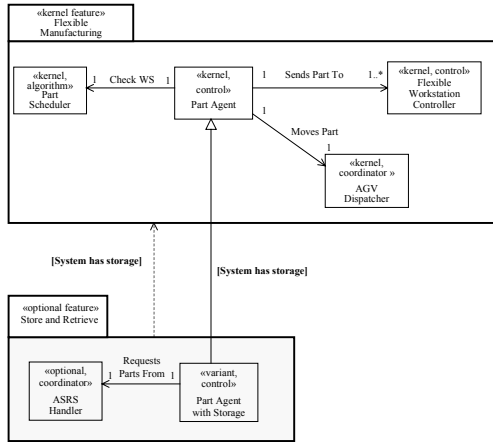 «kernel feature»
Flexible
Manufacturing
«kernel,
algorithm»
Part
Scheduler
1 Check WS 1
«kernel,
control»
Part Agent
1 Sends Part To 1..*
«kernel, control»
Flexible
Workstation
Controller
1
Moves Part
1
«kernel,
coordinator »
AGV
Dispatcher
[System has storage]
[System has storage]
«optional feature»
Store and Retrieve
«optional,
coordinator»
ASRS
Handler
Requests
1 Parts From 1
«variant,
control»
Part Agent
with Storage